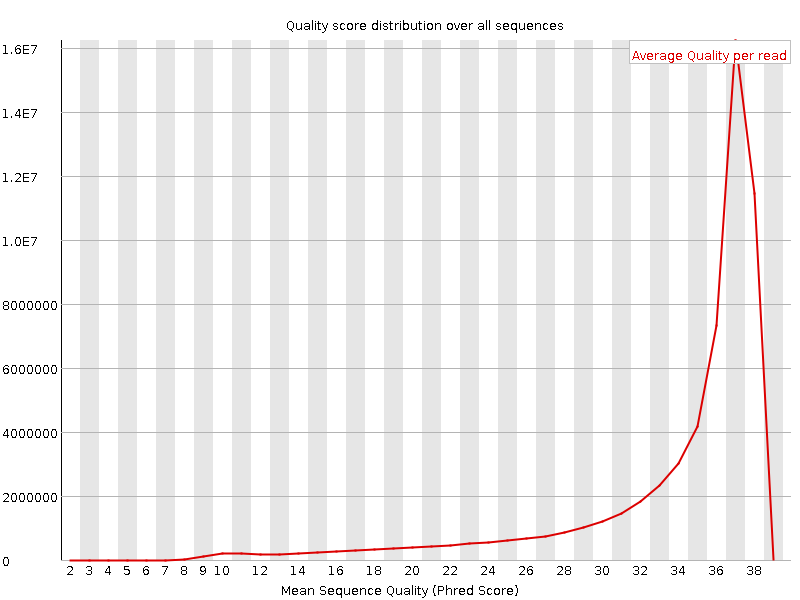 Quality score distribution over all sequences
Average Quality per read
1.6E7
1.4E7
1.2E7
1.0E7
8000000
6000000
4000000
2000000
0
2 3 4 5 6 7 8 9 10 12 14 16 18 20 22 24 26 28 30 32 34 36 38
Mean Sequence Quality (Phred Score)